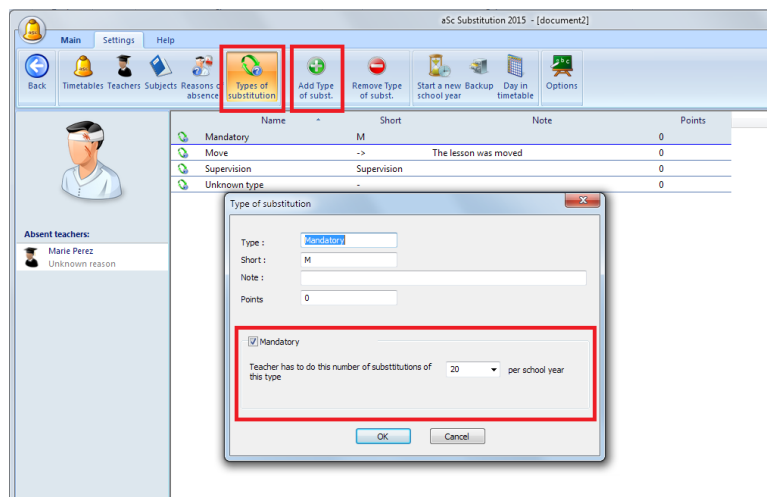 aSc Substitution 2015 - [document2]
Main Settings Help
Back Timetables Teachers Subjects Reasons of absence Types of substitution Add Type of subst. Remove Type of subst. Start a new school year Backup Day in timetable Options
Name Short Note Points
Mandatory M 0
Move -> The lesson was moved 0
Supervision Supervision 0
Unknown type - 0
Absent teachers:
Marie Perez
Unknown reason
Type of substitution
Type : Mandatory
Short : M
Note :
Points 0
Mandatory
Teacher has to do this number of substtitutions of
this type
20 per school year
OK Cancel